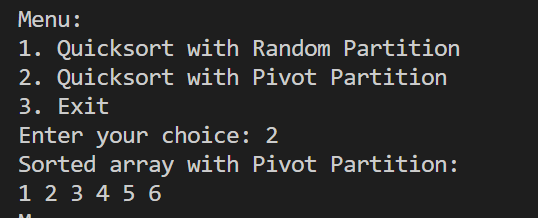 Menu:
1. Quicksort with Random Partition
2. Quicksort with Pivot Partition
3. Exit
Enter your choice: 2
Sorted array with Pivot Partition:
1 2 3 4 5 6